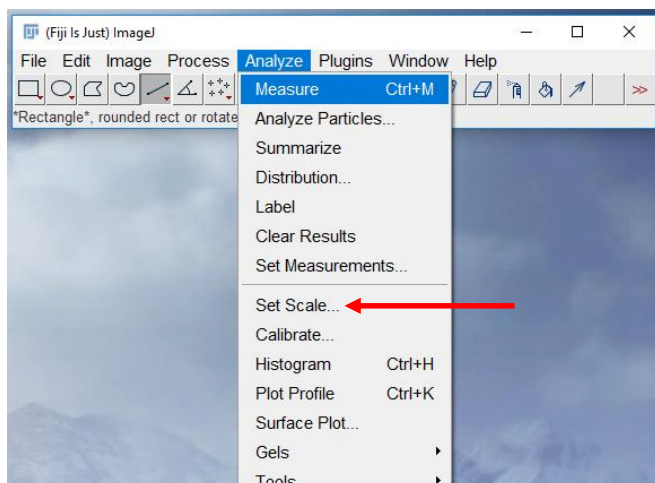 (Fiji Is Just) ImageJ
File Edit Image Process Analyze Plugins Window Help
*Rectangle*, rounded rect or rotate
Measure Ctrl+M
Analyze Particles...
Summarize
Distribution...
Label
Clear Results
Set Measurements...
Set Scale...
Calibrate...
Histogram Ctrl+H
Plot Profile Ctrl+K
Surface Plot...
Gels
Tools